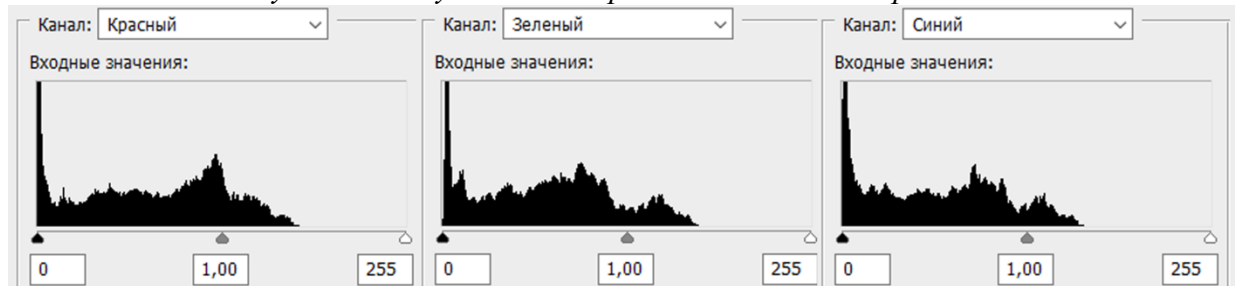 Канал: Красный Канал: Зеленый Канал: Синий
Входные значения: Входные значения: Входные значения:
0 1,00 255 0 1,00 255 0 1,00 255